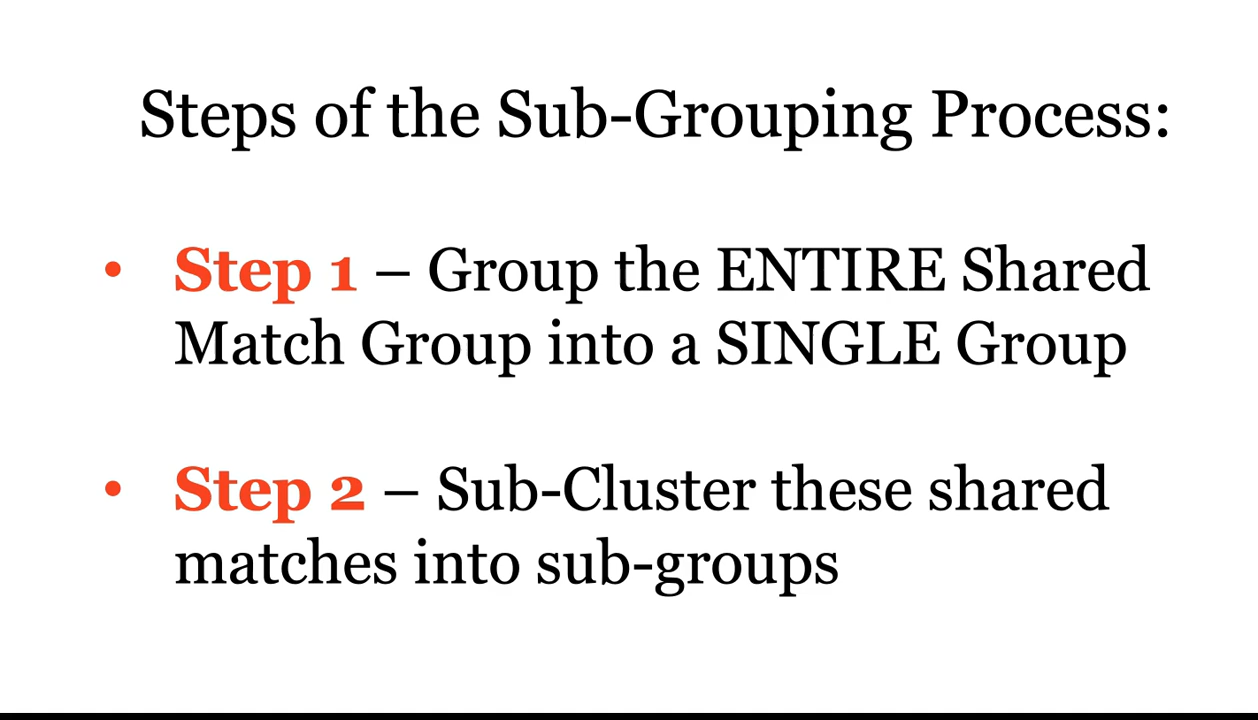 Steps of the Sub-Grouping Process:
• Step 1 – Group the ENTIRE Shared
Match Group into a SINGLE Group
• Step 2 – Sub-Cluster these shared
matches into sub-groups